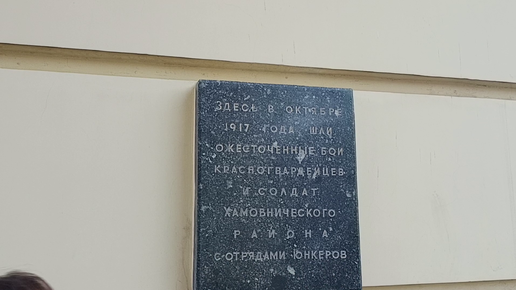 ЗДЕСЬ В ОКТЯБРЕ
1917 ГОДА ШЛИ
ОЖЕСТОЧЕННЫЕ БОИ
КРАСНОГВАРДЕЙЦЕВ
И СОЛДАТ
ХАМОВНИЧЕСКОГО
РАЙОНА
С ОТРЯДАМИ ЮНКЕРОВ